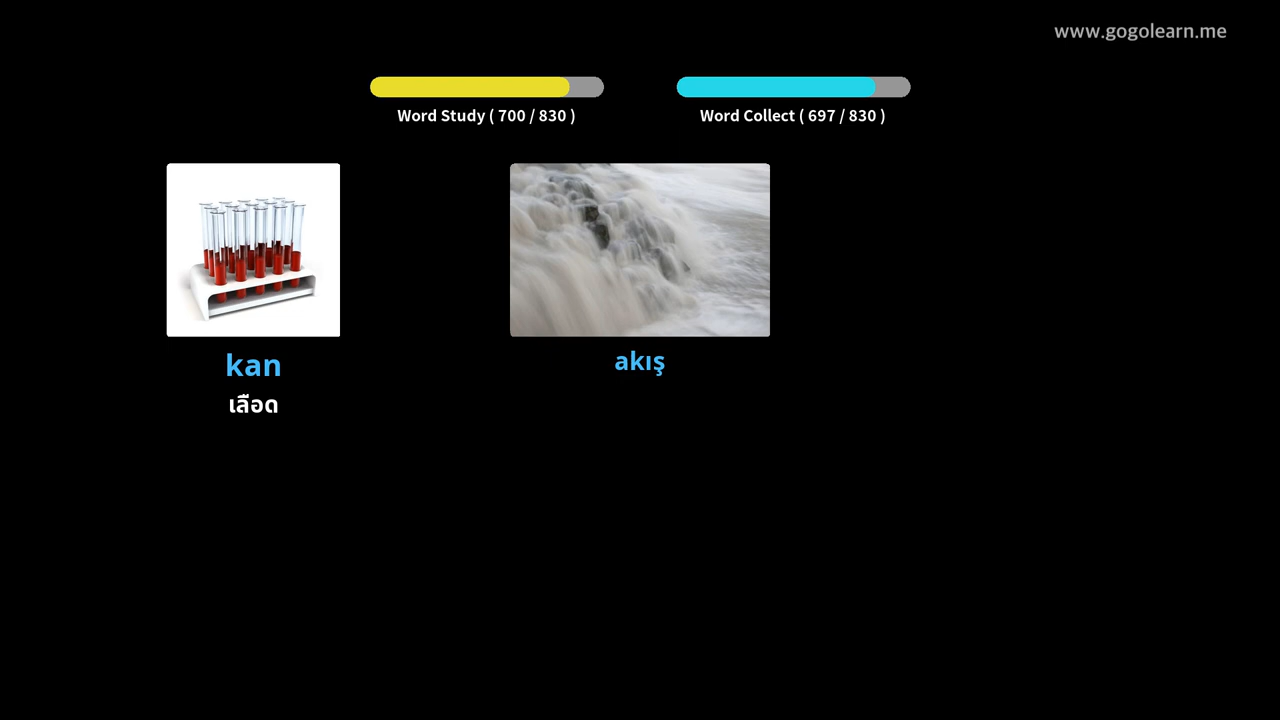 www.gogolearn.me
Word Study ( 700 / 830 )
Word Collect ( 697 / 830 )
kan
เลือด
akış